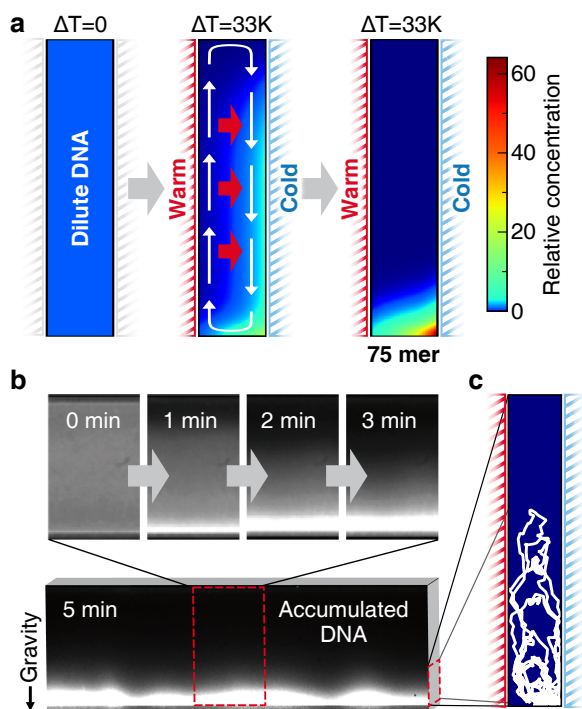 a
ΔT=0
ΔT=33K
ΔT=33K
Dilute DNA
Warm
Cold
Warm
Cold
75 mer
60
40
20
0
Relative concentration
b
0 min
1 min
2 min
3 min
5 min
Accumulated
DNA
Gravity
c